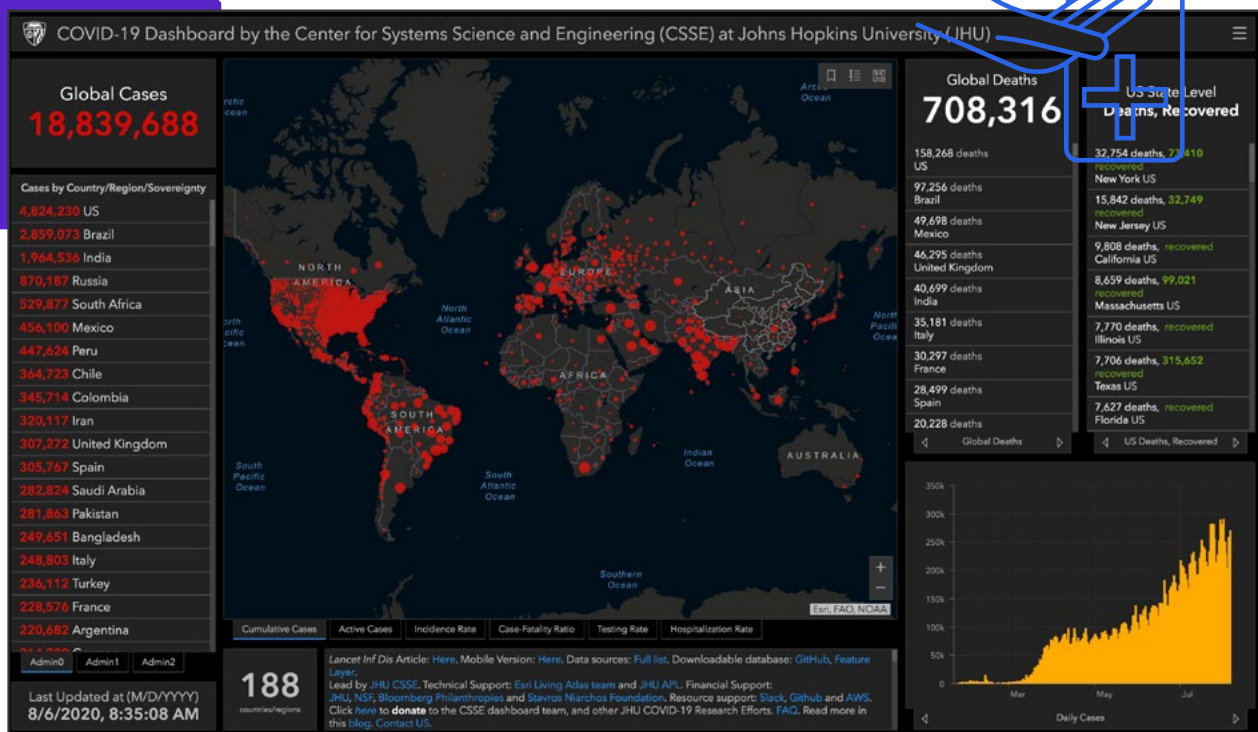 COVID-19 Dashboard by the Center for Systems Science and Engineering (CSSE) at Johns Hopkins University (JHU)
Global Cases
18,839,688
Cases by Country/Region/Sovereignty
4,824,230 US
2,859,073 Brazil
1,964,536 India
870,187 Russia
529,877 South Africa
456,100 Mexico
447,624 Peru
364,723 Chile
345,714 Colombia
320,117 Iran
307,272 United Kingdom
305,767 Spain
282,824 Saudi Arabia
281,863 Pakistan
249,651 Bangladesh
248,803 Italy
236,112 Turkey
228,576 France
220,682 Argentina
Admin0
Admin1
Admin2
Last Updated at (M/D/YYYY)
8/6/2020, 8:35:08 AM
Ocean
NORTH
AMERICA
North
Atlantic
Ocean
EUROPE
ASIA
AFRICA
SOUTH
AMERICA
South
Pacific
Ocean
South
Atlantic
Ocean
Indian
Ocean
AUSTRALIA
Southern
Ocean
+
−
Esri, FAO, NOAA
Cumulative Cases
Active Cases
Incidence Rate
Case-Fatality Ratio
Testing Rate
Hospitalization Rate
188
countries/regions
Lancet Inf Dis Article: Here. Mobile Version: Here. Data sources: Full list. Downloadable database: GitHub, Feature
Layer.
Lead by JHU CSSE. Technical Support: Esri Living Atlas team and JHU APL. Financial Support:
JHU, NSF, Bloomberg Philanthropies and Stavros Niarchos Foundation. Resource support: Slack, Github and AWS.
Click here to donate to the CSSE dashboard team, and other JHU COVID-19 Research Efforts. FAQ. Read more in
this blog. Contact US.
Global Deaths
708,316
158,268 deaths
US
97,256 deaths
Brazil
49,698 deaths
Mexico
46,295 deaths
United Kingdom
40,699 deaths
India
35,181 deaths
Italy
30,297 deaths
France
28,499 deaths
Spain
20,228 deaths
Global Deaths
US State Level
Deaths, Recovered
32,754 deaths, 73,410
recovered
New York US
15,842 deaths, 32,749
recovered
New Jersey US
9,808 deaths, recovered
California US
8,659 deaths, 99,021
recovered
Massachusetts US
7,770 deaths, recovered
Illinois US
7,706 deaths, 315,652
recovered
Texas US
7,627 deaths, recovered
Florida US
US Deaths, Recovered
350k
300k
250k
200k
150k
100k
50k
0
Mar
May
Jul
Daily Cases